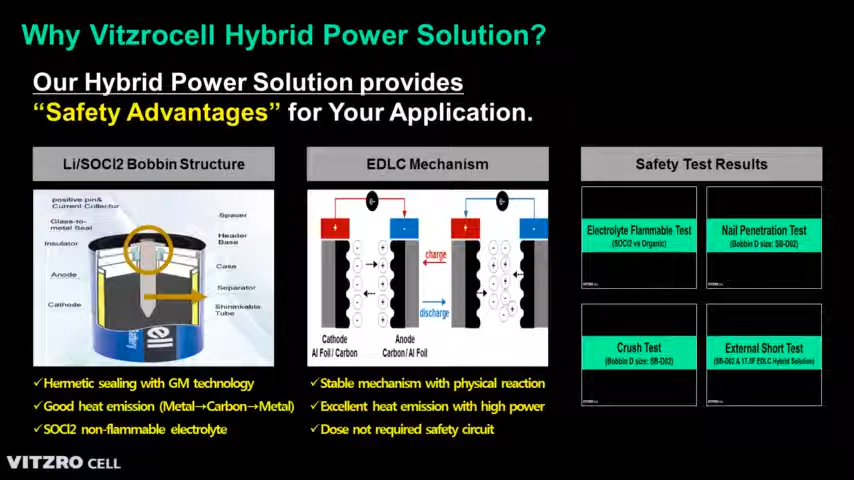 Why Vitzrocell Hybrid Power Solution?
Our Hybrid Power Solution provides
“Safety Advantages” for Your Application.
Li/SOCl2 Bobbin Structure
positive pin&
Current Collector
Glass-to-
metal Seal
Insulator
Anode
Cathode
Spacer
Header
Base
Case
Separator
Shrinkable
Tube
✓Hermetic sealing with GM technology
✓Good heat emission (Metal→Carbon→Metal)
✓SOCl2 non-flammable electrolyte
EDLC Mechanism
e- e-
+ - + -
charge
discharge
Cathode
Al Foil / Carbon
Anode
Carbon/Al Foil
✓Stable mechanism with physical reaction
✓Excellent heat emission with high power
✓Dose not required safety circuit
Safety Test Results
Electrolyte Flammable Test
(SOCl2 vs Organic)
Nail Penetration Test
(Bobbin D size: SB-D02)
Crush Test
(Bobbin D size: SB-D02)
External Short Test
(SB-D02 & 17.5F EDLC Hybrid Solution)
VITZRO CELL